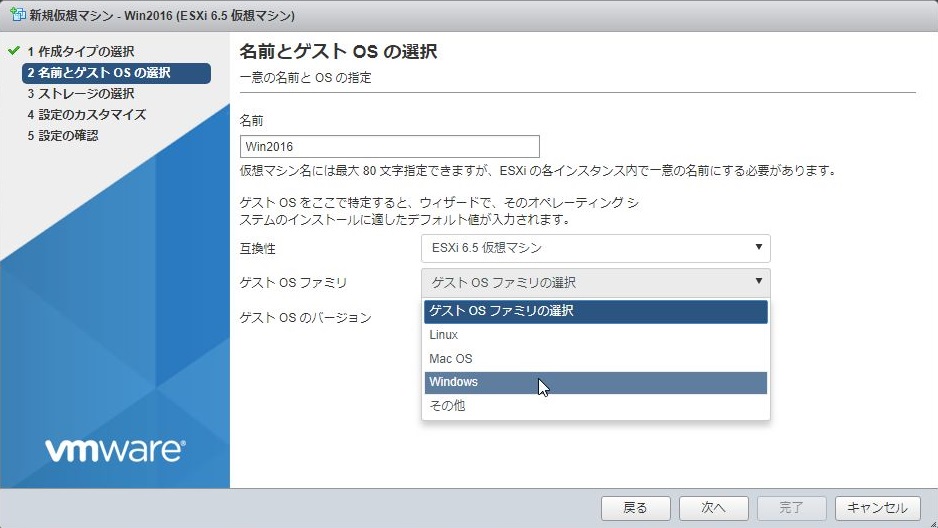 新規仮想マシン - Win2016 (ESXi 6.5 仮想マシン)
1 作成タイプの選択
2 名前とゲスト OS の選択
3 ストレージの選択
4 設定のカスタマイズ
5 設定の確認
vmware®
名前とゲスト OS の選択
一意の名前と OS の指定
名前
Win2016
仮想マシン名には最大 80 文字指定できますが、ESXi の各インスタンス内で一意の名前にする必要があります。
ゲスト OS をここで特定すると、ウィザードで、そのオペレーティング シ
ステムのインストールに適したデフォルト値が入力されます。
互換性 ESXi 6.5 仮想マシン
ゲスト OS ファミリ ゲスト OS ファミリの選択
ゲスト OS のバージョン
ゲスト OS ファミリの選択
Linux
Mac OS
Windows
その他
戻る 次へ 完了 キャンセル